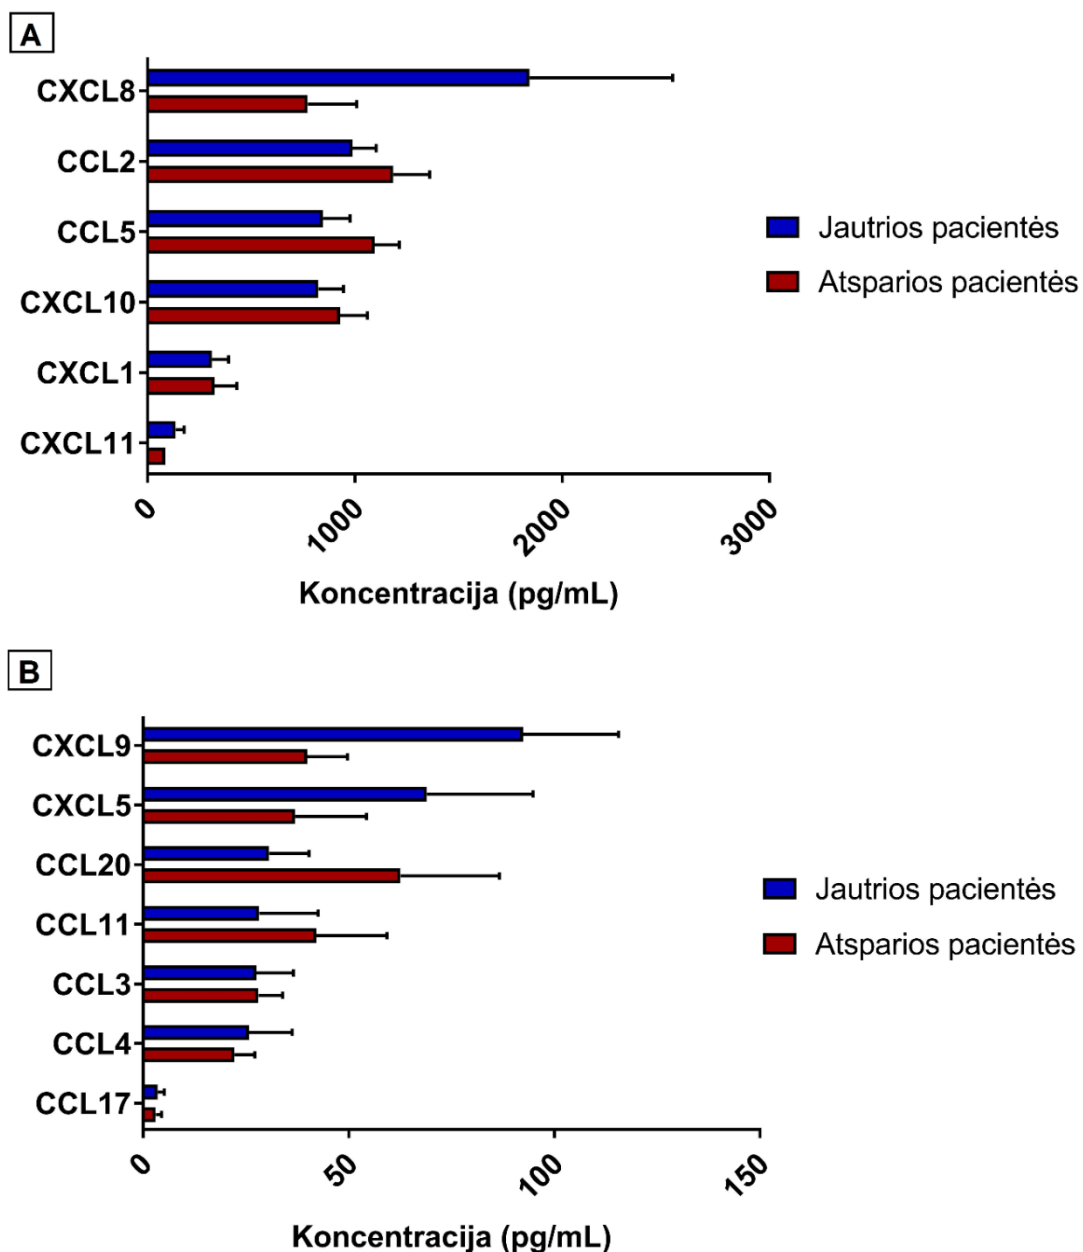 A
CXCL8
CCL2
CCL5
CXCL10
CXCL1
CXCL11
0
1000
2000
3000
Koncentracija (pg/mL)
Jautrios pacientės
Atsparios pacientės
B
CXCL9
CXCL5
CCL20
CCL11
CCL3
CCL4
CCL17
0
50
100
150
Koncentracija (pg/mL)
Jautrios pacientės
Atsparios pacientės